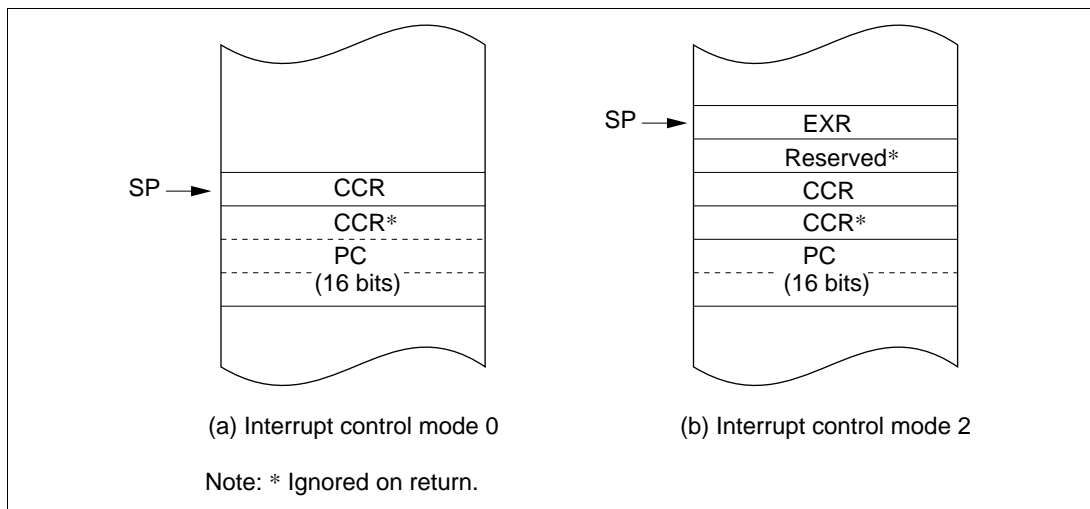 SP
CCR
CCR*
PC
(16 bits)
(a) Interrupt control mode 0
SP
EXR
Reserved*
CCR
CCR*
PC
(16 bits)
(b) Interrupt control mode 2
Note: * Ignored on return.